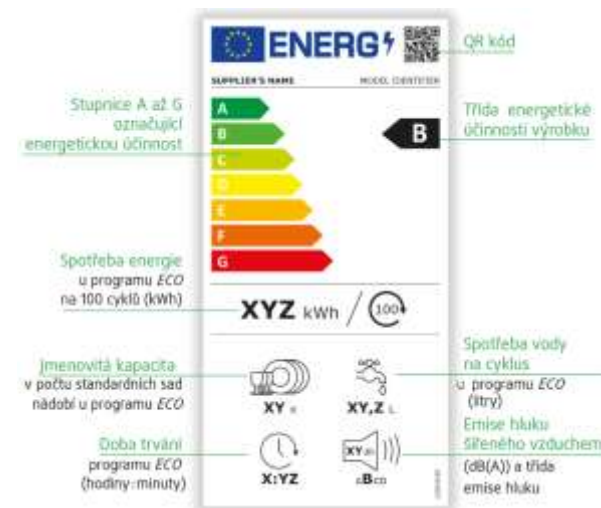 ENERG
QR kód
SUPPLIER'S NAME
MODEL IDENTIFIER
Stupnice A až G
označující
energetickou účinnost
A
B
C
D
E
F
G
B
Třída energetické
účinnosti výrobku
Spotřeba energie
u programu ECO
na 100 cyklů (kWh)
XYZ kWh / 100
Jmenovitá kapacita
v počtu standardních sad
nádobí u programu ECO
XY x
XY,Z L
Spotřeba vody
na cyklus
u programu ECO
(litry)
Doba trvání
programu ECO
(hodiny:minuty)
X:YZ
XY dB
ABCD
Emise hluku
šířeného vzduchem
(dB(A)) a třída
emise hluku